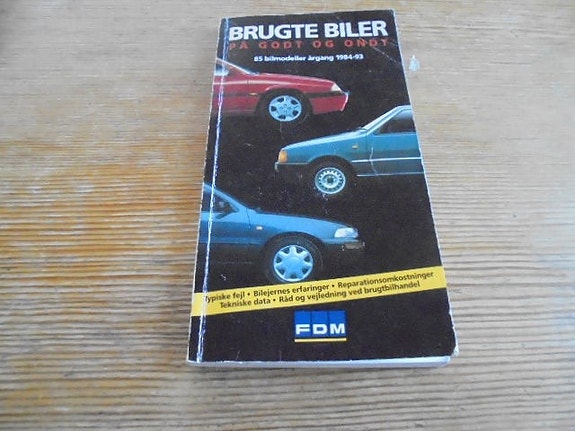 BRUGTE BILER
PÅ GODT OG ONDT
85 bilmodeller årgang 1984-93
Typiske fejl • Bilejernes erfaringer • Reparationsomkostninger
Tekniske data • Råd og vejledning ved brugtbilhandel
FDM